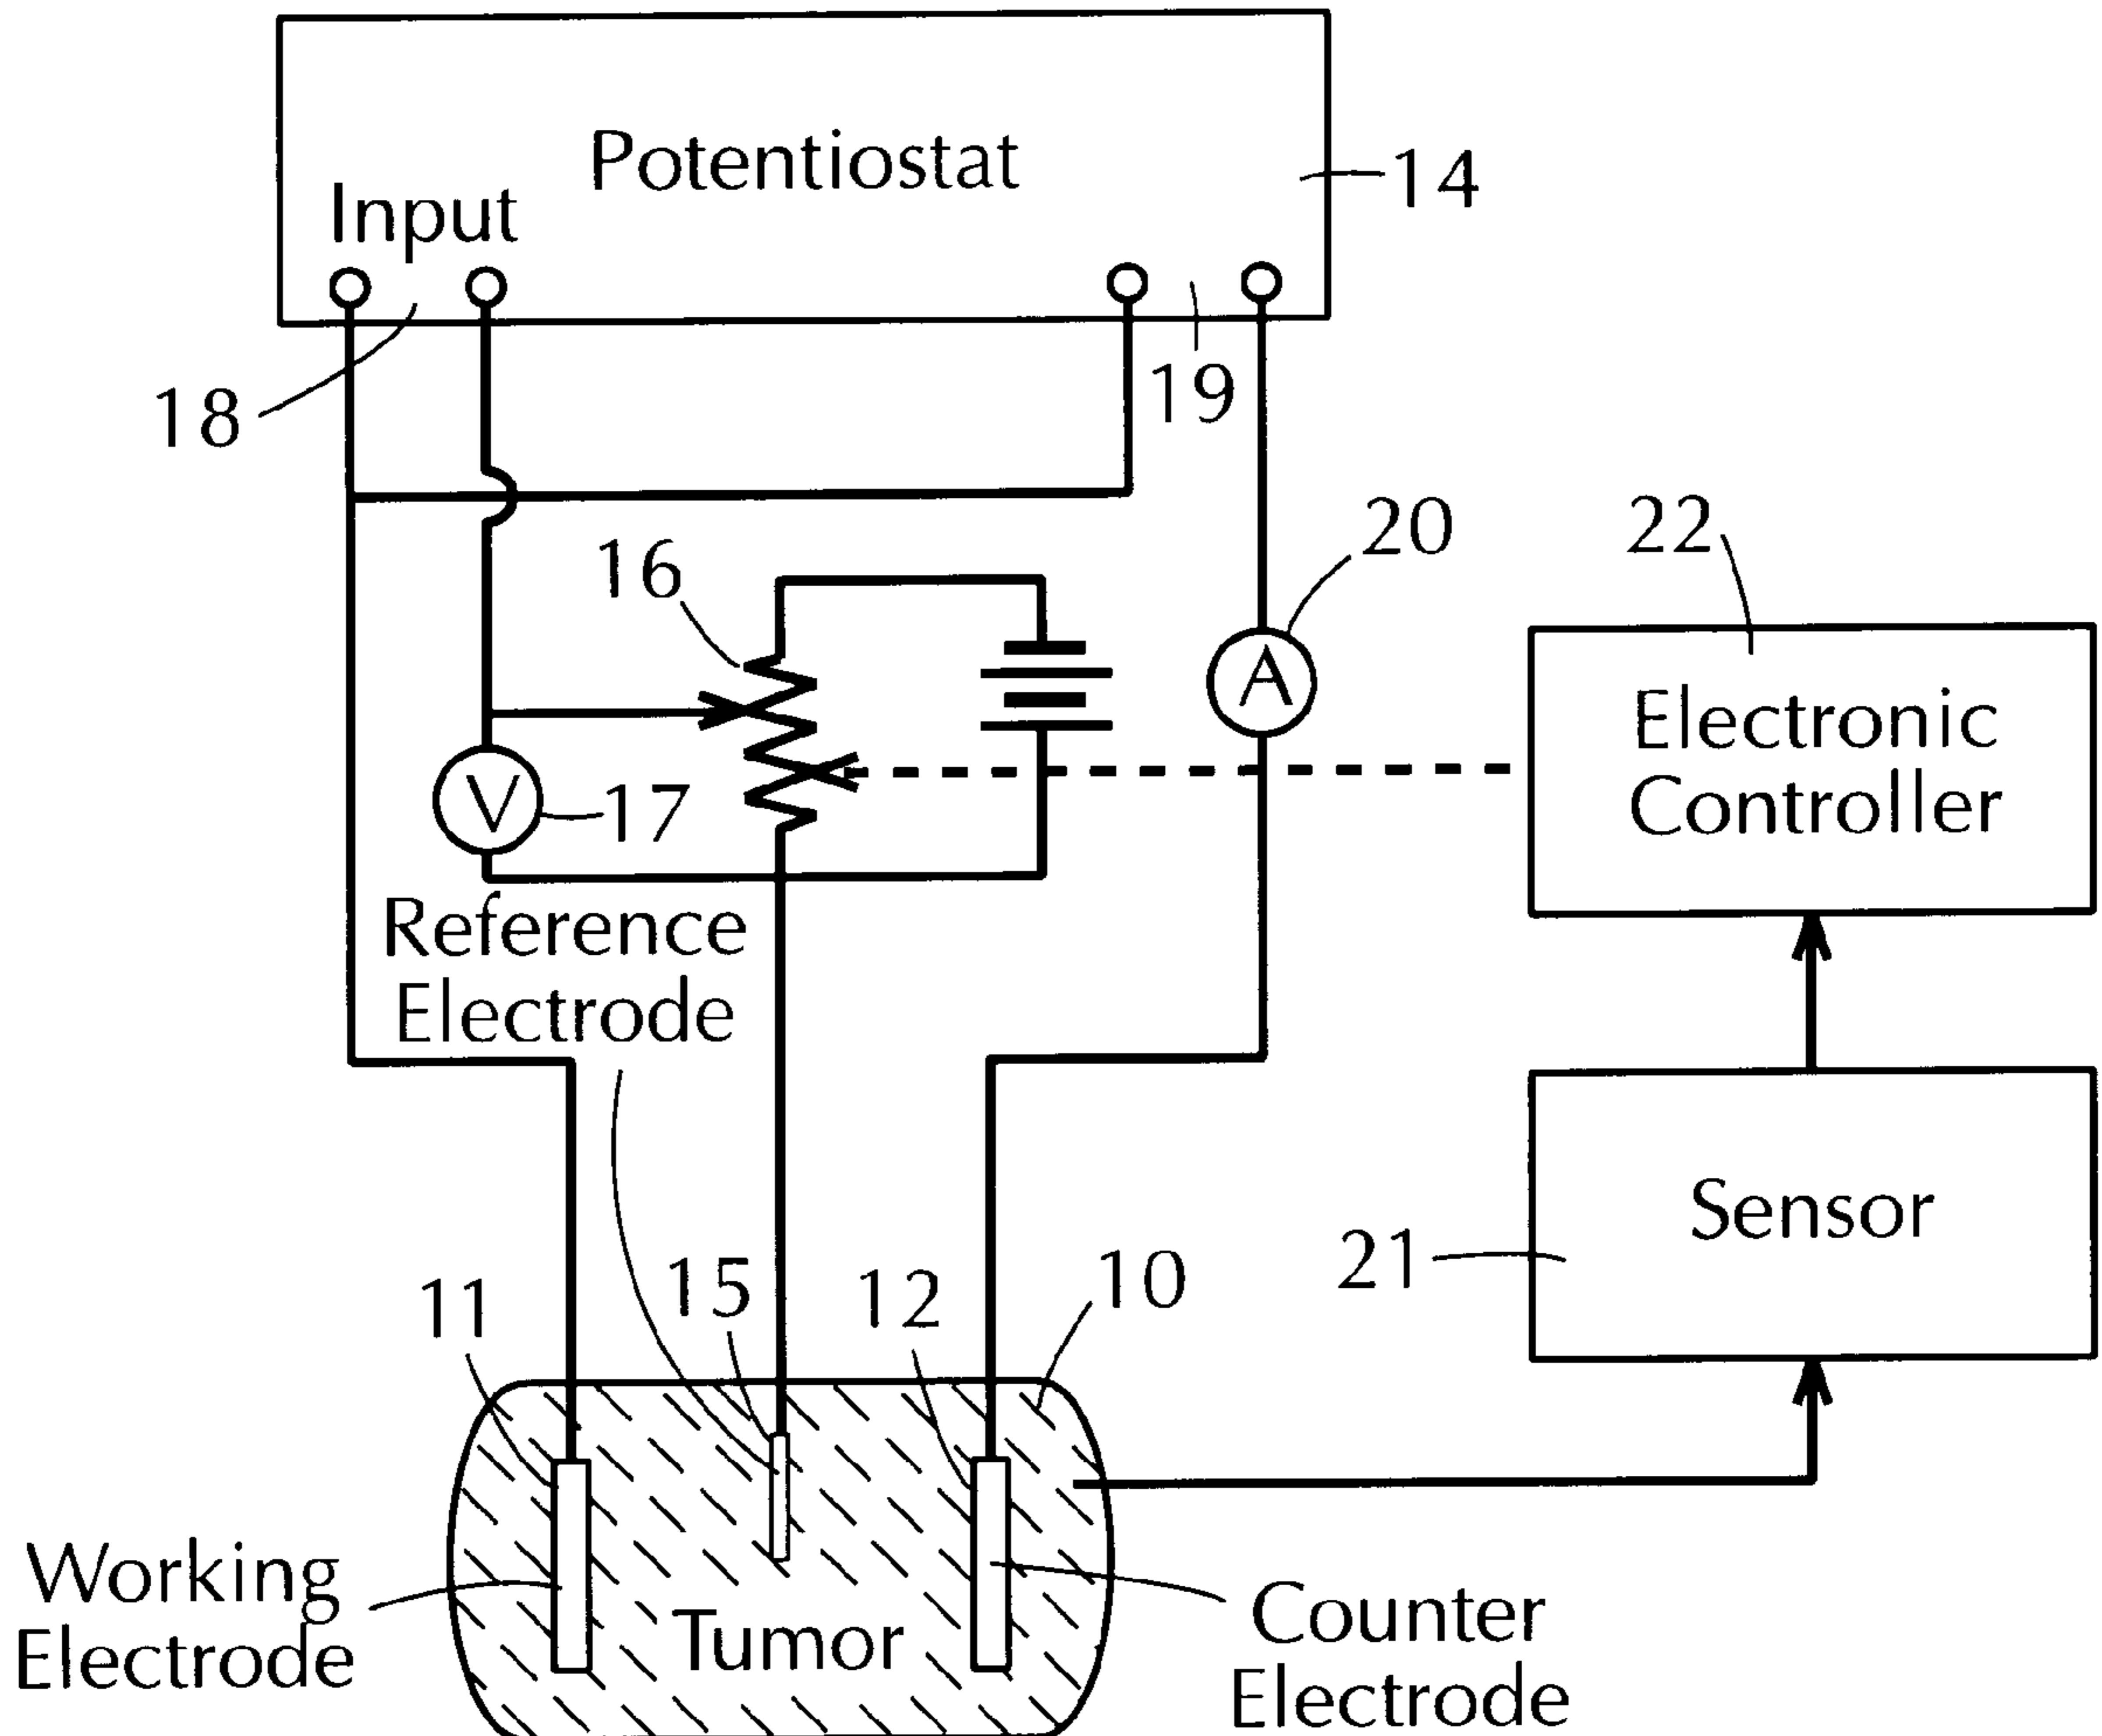 Potentiostat
14
Input
18
19
20
22
16
A
Electronic
Controller
V
17
Reference
Electrode
Sensor
21
11
15
12
10
Working
Electrode
Tumor
Counter
Electrode